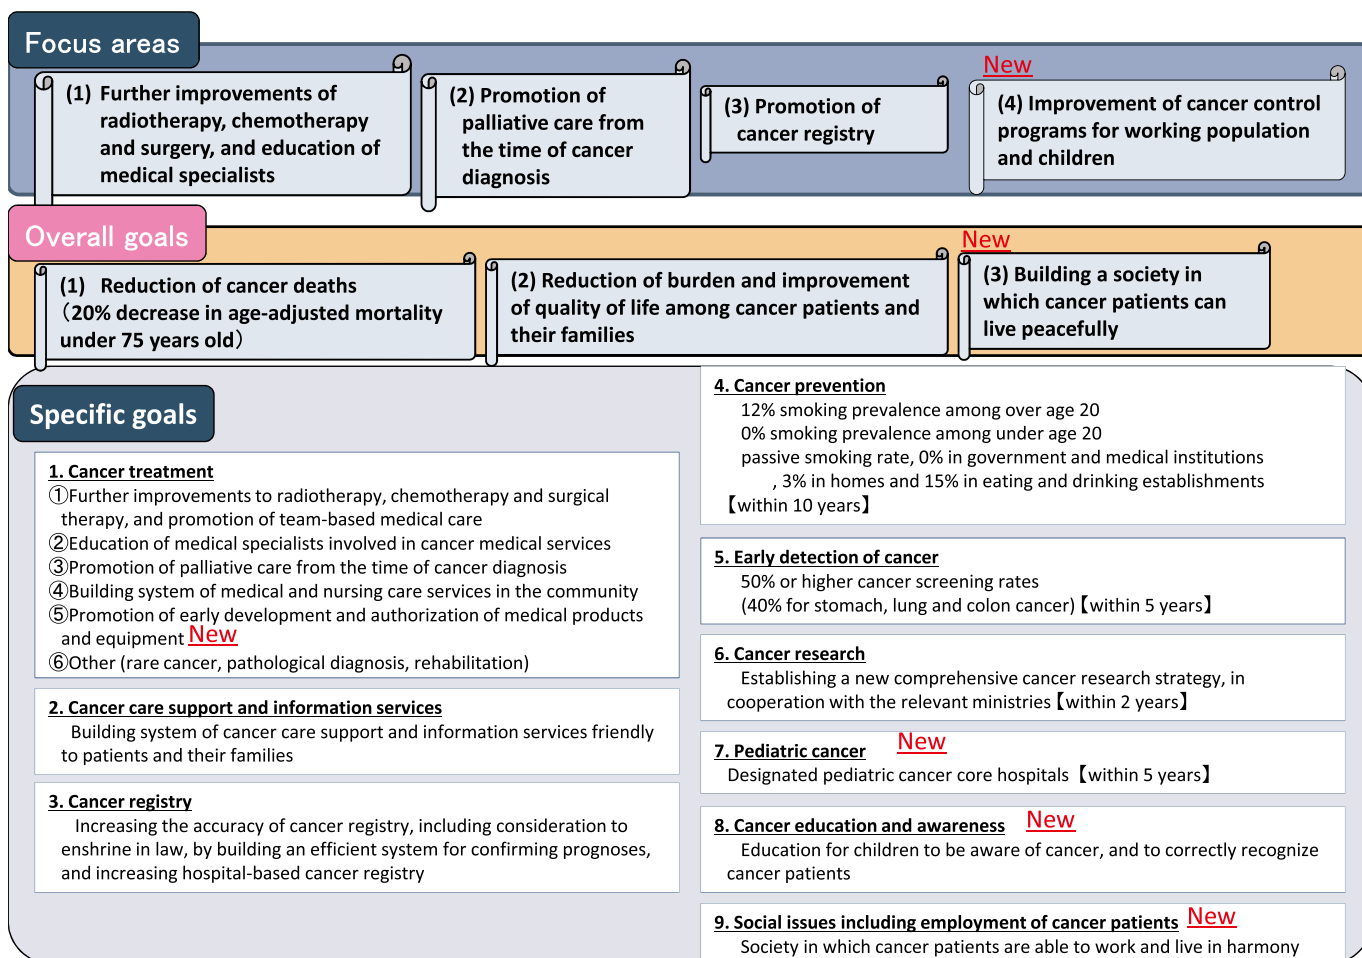 Focus areas
(1) Further improvements of
radiotherapy, chemotherapy
and surgery, and education of
medical specialists
(2) Promotion of
palliative care from
the time of cancer
diagnosis
(3) Promotion of
cancer registry
New
(4) Improvement of cancer control
programs for working population
and children
Overall goals
(1) Reduction of cancer deaths
（20% decrease in age-adjusted mortality
under 75 years old）
(2) Reduction of burden and improvement
of quality of life among cancer patients and
their families
New
(3) Building a society in
which cancer patients can
live peacefully
Specific goals
1. Cancer treatment
①Further improvements to radiotherapy, chemotherapy and surgical
therapy, and promotion of team-based medical care
②Education of medical specialists involved in cancer medical services
③Promotion of palliative care from the time of cancer diagnosis
④Building system of medical and nursing care services in the community
⑤Promotion of early development and authorization of medical products
and equipment New
⑥Other (rare cancer, pathological diagnosis, rehabilitation)
2. Cancer care support and information services
Building system of cancer care support and information services friendly
to patients and their families
3. Cancer registry
Increasing the accuracy of cancer registry, including consideration to
enshrine in law, by building an efficient system for confirming prognoses,
and increasing hospital-based cancer registry
4. Cancer prevention
12% smoking prevalence among over age 20
0% smoking prevalence among under age 20
passive smoking rate, 0% in government and medical institutions
, 3% in homes and 15% in eating and drinking establishments
【within 10 years】
5. Early detection of cancer
50% or higher cancer screening rates
(40% for stomach, lung and colon cancer)【within 5 years】
6. Cancer research
Establishing a new comprehensive cancer research strategy, in
cooperation with the relevant ministries【within 2 years】
7. Pediatric cancer New
Designated pediatric cancer core hospitals 【within 5 years】
8. Cancer education and awareness New
Education for children to be aware of cancer, and to correctly recognize
cancer patients
9. Social issues including employment of cancer patients New
Society in which cancer patients are able to work and live in harmony